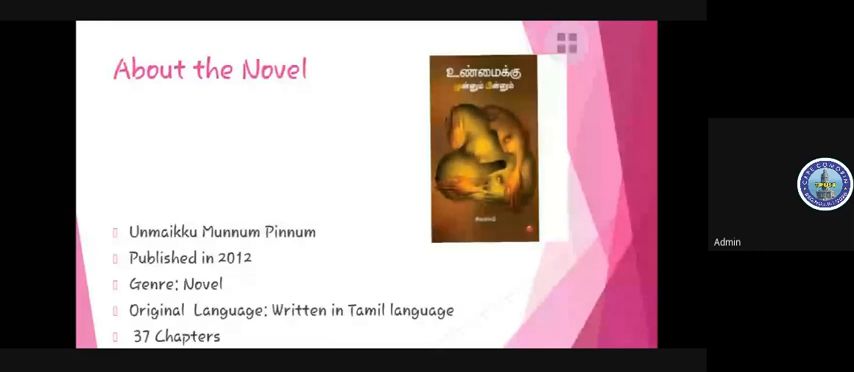 About the Novel
உண்மைக்கு
முன்னும் பின்னும்
Unmaikku Munnum Pinnum
Published in 2012
Genre: Novel
Original Language: Written in Tamil language
37 Chapters
Admin